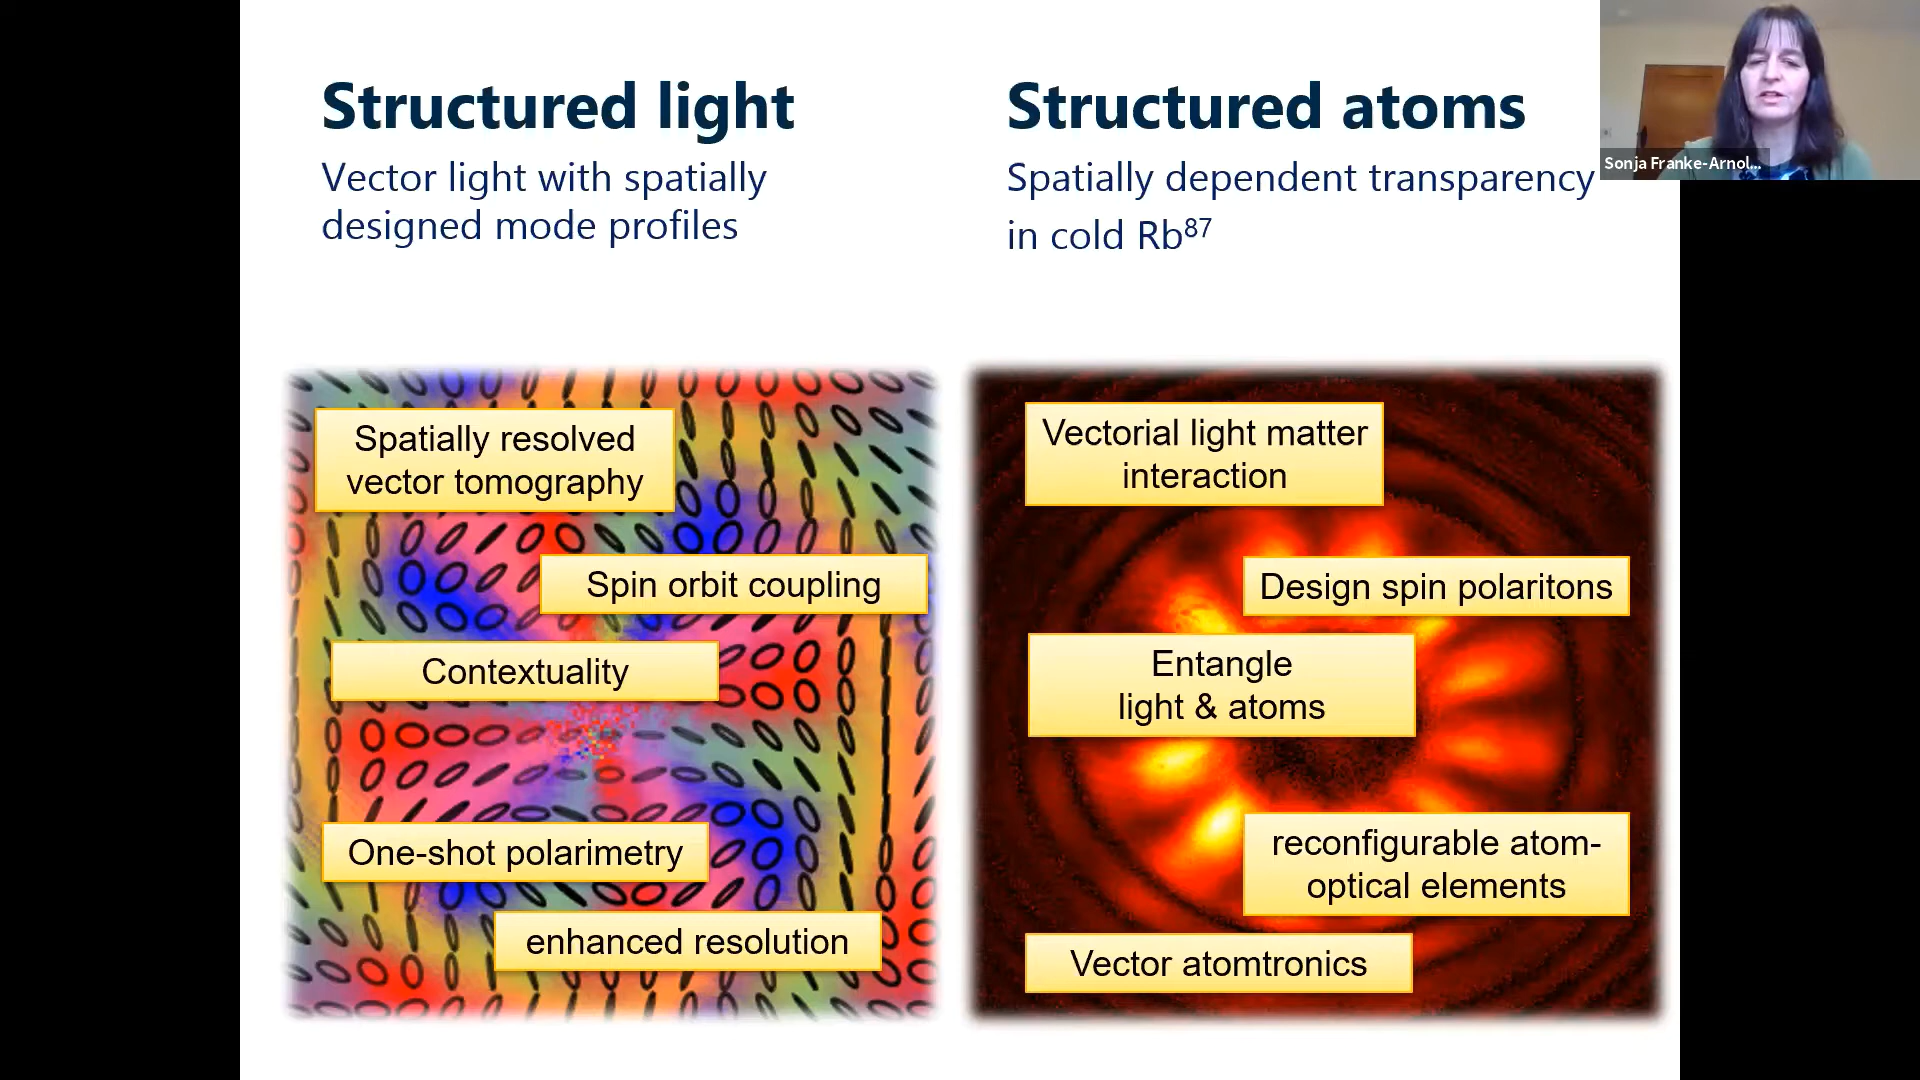 Structured light
Vector light with spatially
designed mode profiles
Structured atoms
Spatially dependent transparency
in cold Rb⁸⁷
Sonja Franke-Arnol...
Spatially resolved
vector tomography
Spin orbit coupling
Contextuality
One-shot polarimetry
enhanced resolution
Vectorial light matter
interaction
Design spin polaritons
Entangle
light & atoms
reconfigurable atom-
optical elements
Vector atomtronics